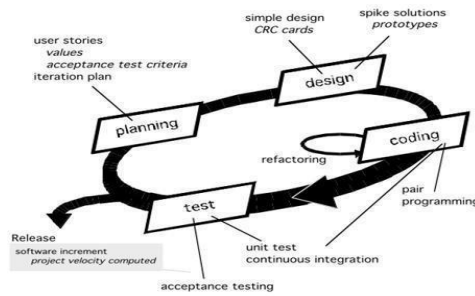 simple design
CRC cards
spike solutions
prototypes
user stories
values
acceptance test criteria
iteration plan
design
planning
coding
refactoring
test
pair
programming
Release
software increment
project velocity computed
unit test
continuous integration
acceptance testing